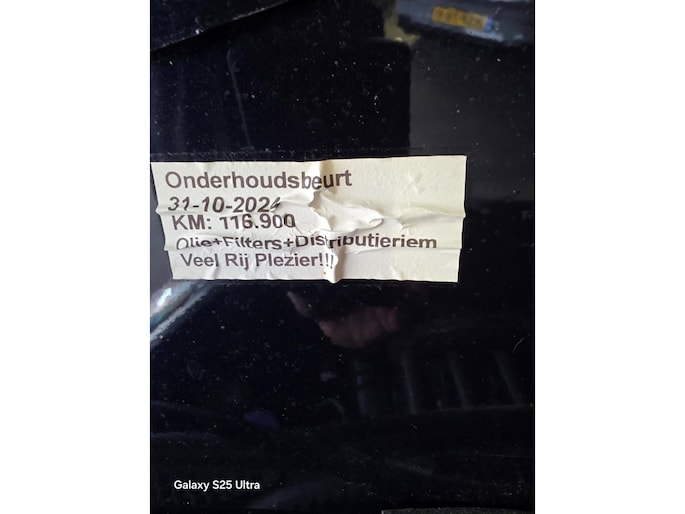 Onderhoudsbeurt
31-10-2024
KM: 116.900
Olie+Filters+Distributieriem
Veel Rij Plezier!!!
Galaxy S25 Ultra